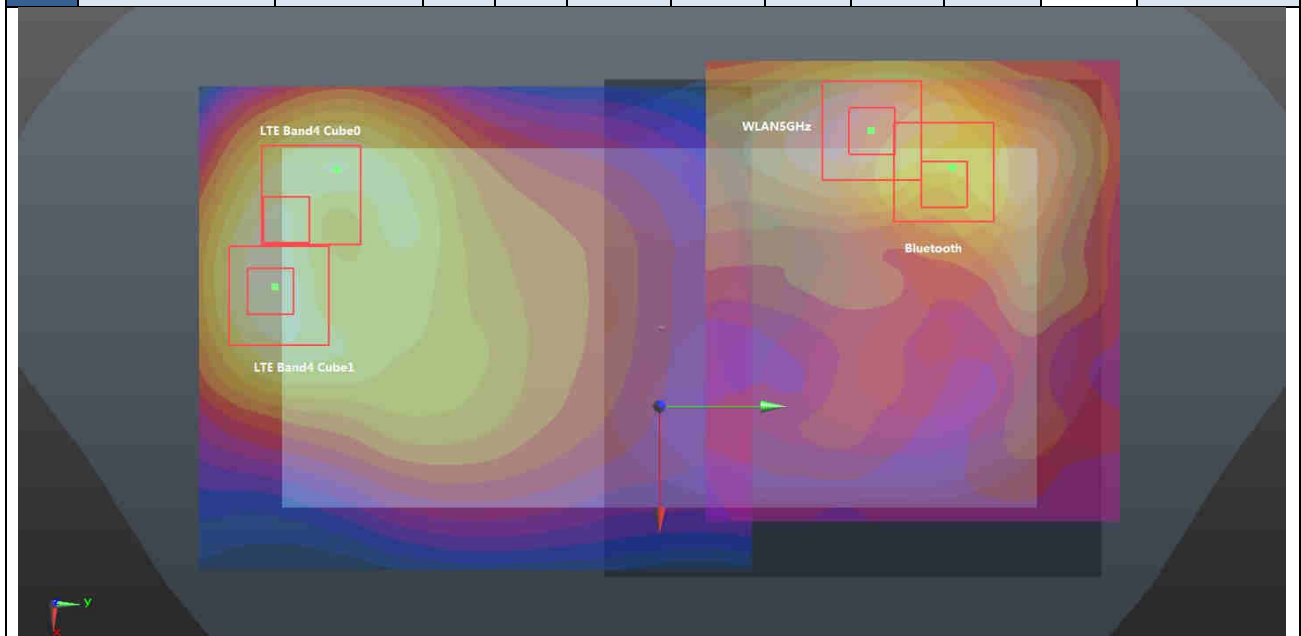 LTE Band4 Cube0
WLAN5GHz
Bluetooth
LTE Band4 Cube1
y
x